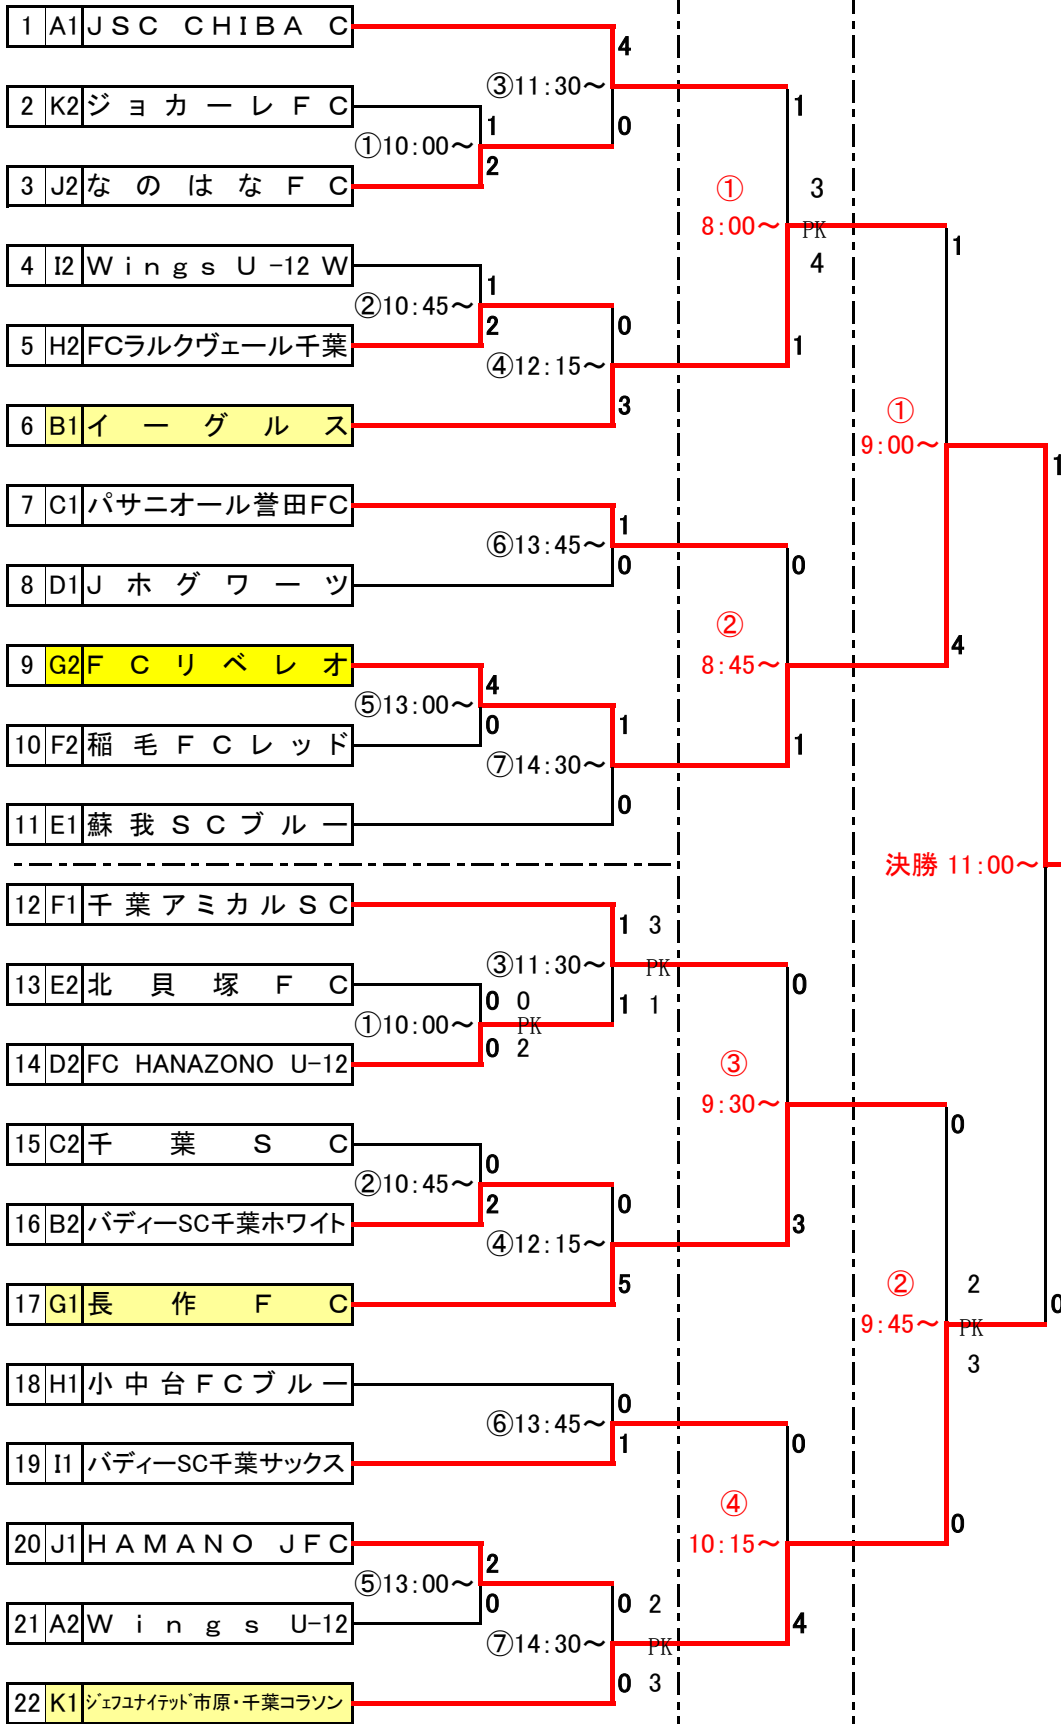 1 A1 JSC CHIBA C
4
③11:30～
2 K2 ジョカーレFC
1
0
1
①10:00～
2
3 J2 なのはなFC
①
3
8:00～
PK
4
1
4 I2 Wings U-12 W
1
②10:45～
2
0
5 H2 FCラルクヴェール千葉
1
④12:15～
3
6 B1 イーグルス
①
9:00～
1
7 C1 パサニオール誉田FC
1
⑥13:45～
0
0
8 D1 Jホグワーツ
②
4
9 G2 FCリベレオ
8:45～
4
⑤13:00～
0
1
10 F2 稲毛FCレッド
1
⑦14:30～
0
11 E1 蘇我SCブルー
決勝 11:00～
12 F1 千葉アミカルSC
1 3
③11:30～
PK
13 E2 北貝塚FC
0
0 0
1 1
①10:00～
PK
0 2
14 D2 FC HANAZONO U-12
③
9:30～
0
15 C2 千葉SC
0
②10:45～
2
0
16 B2 バディーSC千葉ホワイト
3
④12:15～
5
17 G1 長作FC
②
2
0
9:45～
PK
3
18 H1 小中台FCブルー
0
⑥13:45～
1
0
19 I1 バディーSC千葉サックス
④
0
10:15～
20 J1 HAMANO JFC
2
⑤13:00～
0
0 2
21 A2 Wings U-12
4
⑦14:30～
PK
0 3
22 K1 ジェフユナイテッド市原・千葉コラソン